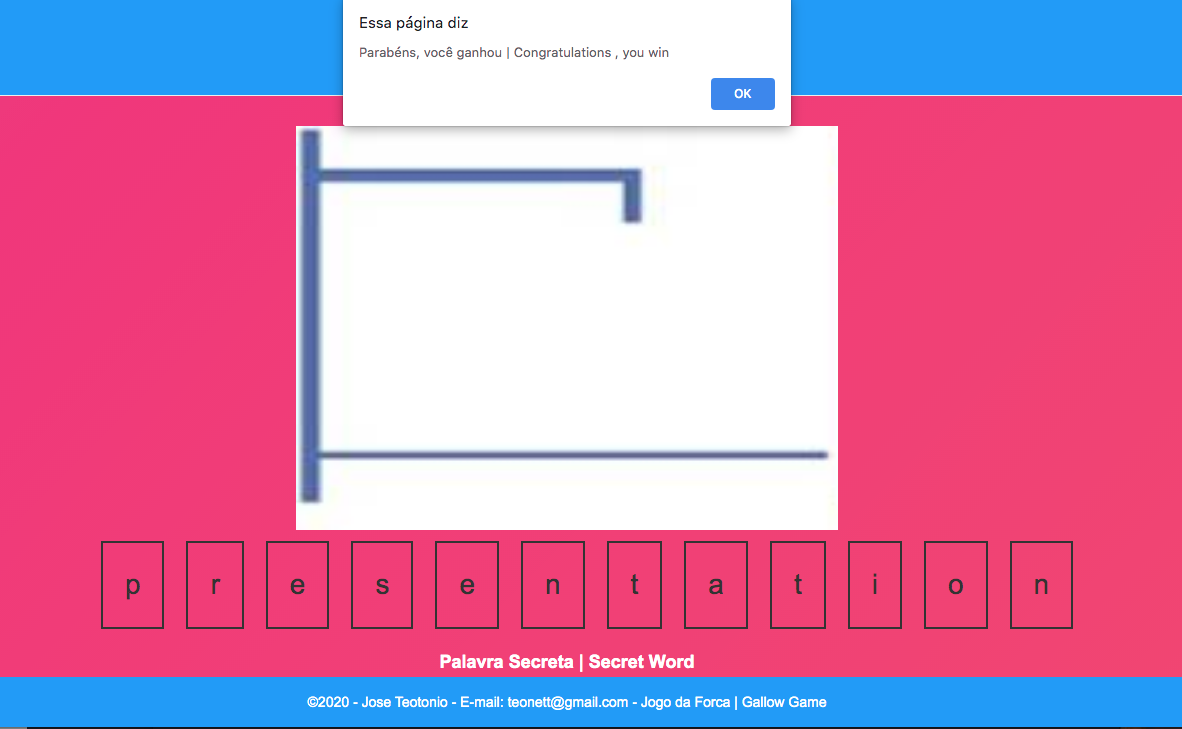 Essa página diz
Parabéns, você ganhou | Congratulations , you win
OK
p r e s e n t a t i o n
Palavra Secreta | Secret Word
©2020 - Jose Teotonio - E-mail: teonett@gmail.com - Jogo da Forca | Gallow Game